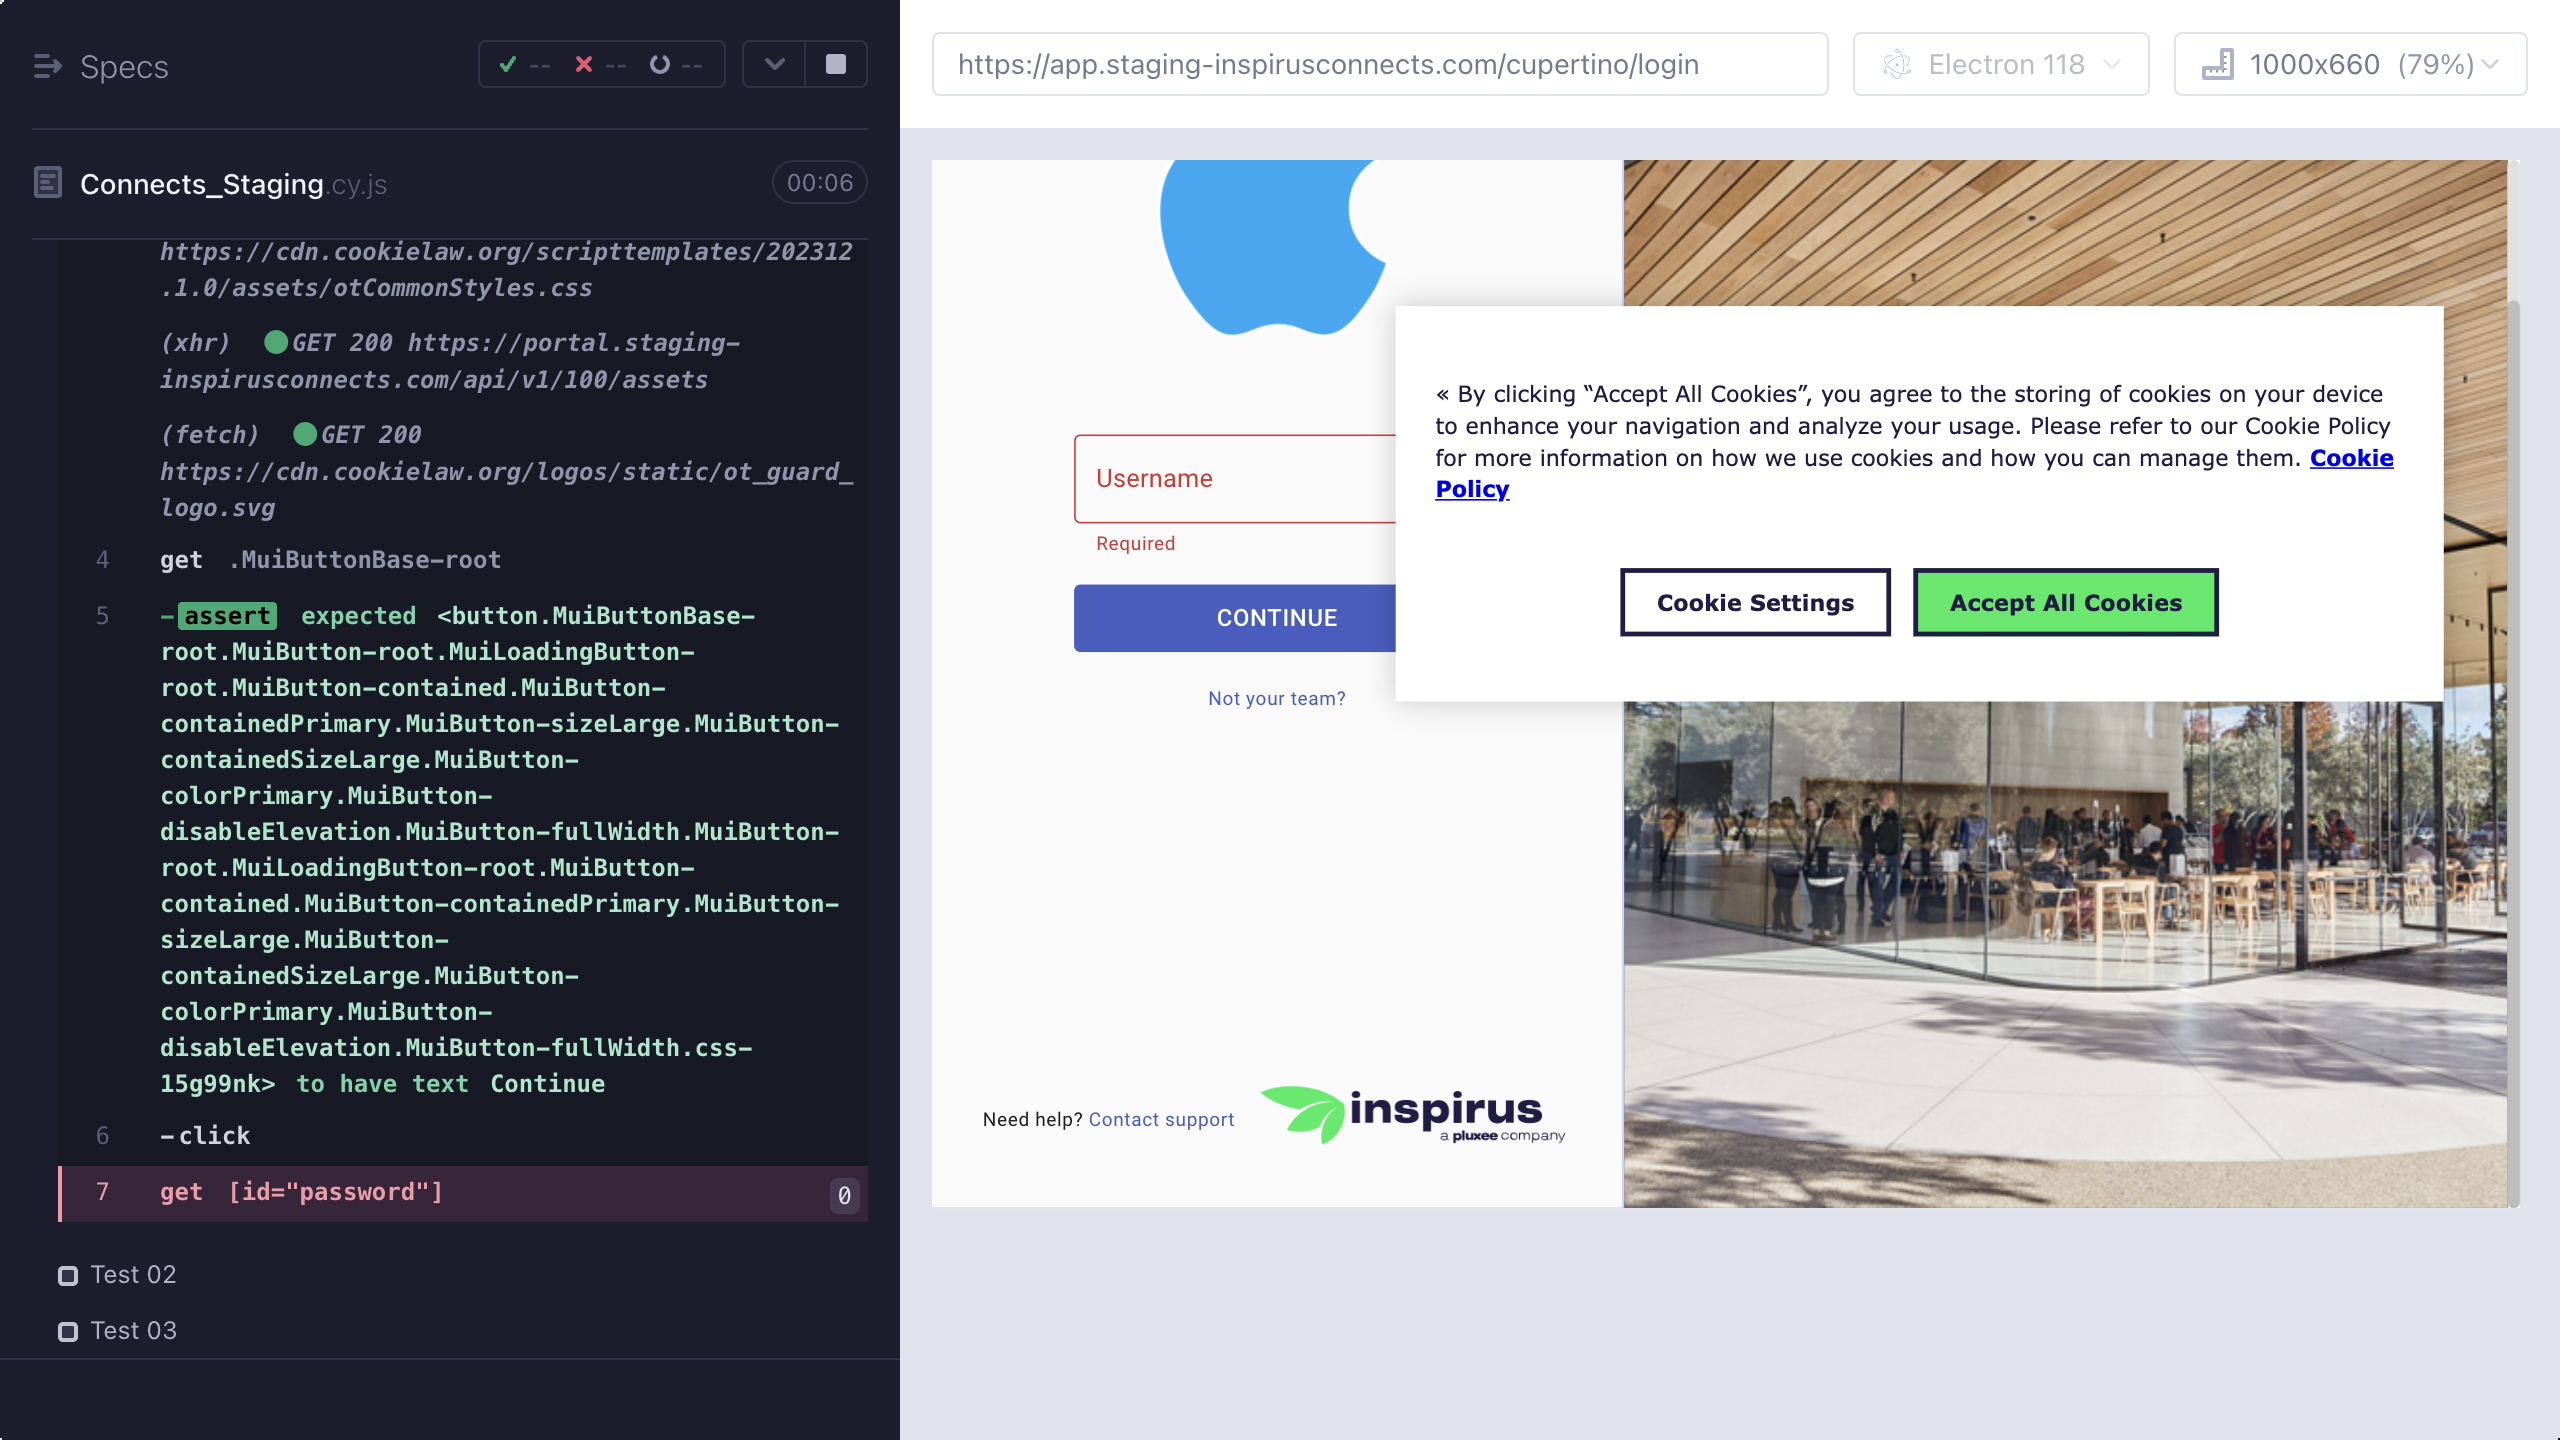 Specs
--
--
--
Connects_Staging.cy.js
00:06
https://cdn.cookielaw.org/scripttemplates/202312
.1.0/assets/otCommonStyles.css
(xhr) GET 200 https://portal.staging-
inspirusconnects.com/api/v1/100/assets
(fetch) GET 200
https://cdn.cookielaw.org/logos/static/ot_guard_
logo.svg
4 get .MuiButtonBase-root
5 -assert expected <button.MuiButtonBase-
root.MuiButton-root.MuiLoadingButton-
root.MuiButton-contained.MuiButton-
containedPrimary.MuiButton-sizeLarge.MuiButton-
containedSizeLarge.MuiButton-
colorPrimary.MuiButton-
disableElevation.MuiButton-fullWidth.MuiButton-
root.MuiLoadingButton-root.MuiButton-
contained.MuiButton-containedPrimary.MuiButton-
sizeLarge.MuiButton-
containedSizeLarge.MuiButton-
colorPrimary.MuiButton-
disableElevation.MuiButton-fullWidth.css-
15g99nk> to have text Continue
6 -click
7 get [id="password"] 0
Test 02
Test 03
https://app.staging-inspirusconnects.com/cupertino/login
Electron 118
1000x660 (79%)
Username
Required
CONTINUE
Not your team?
« By clicking “Accept All Cookies”, you agree to the storing of cookies on your device
to enhance your navigation and analyze your usage. Please refer to our Cookie Policy
for more information on how we use cookies and how you can manage them. Cookie
Policy
Cookie Settings
Accept All Cookies
Need help? Contact support
inspirus
a pluxee company